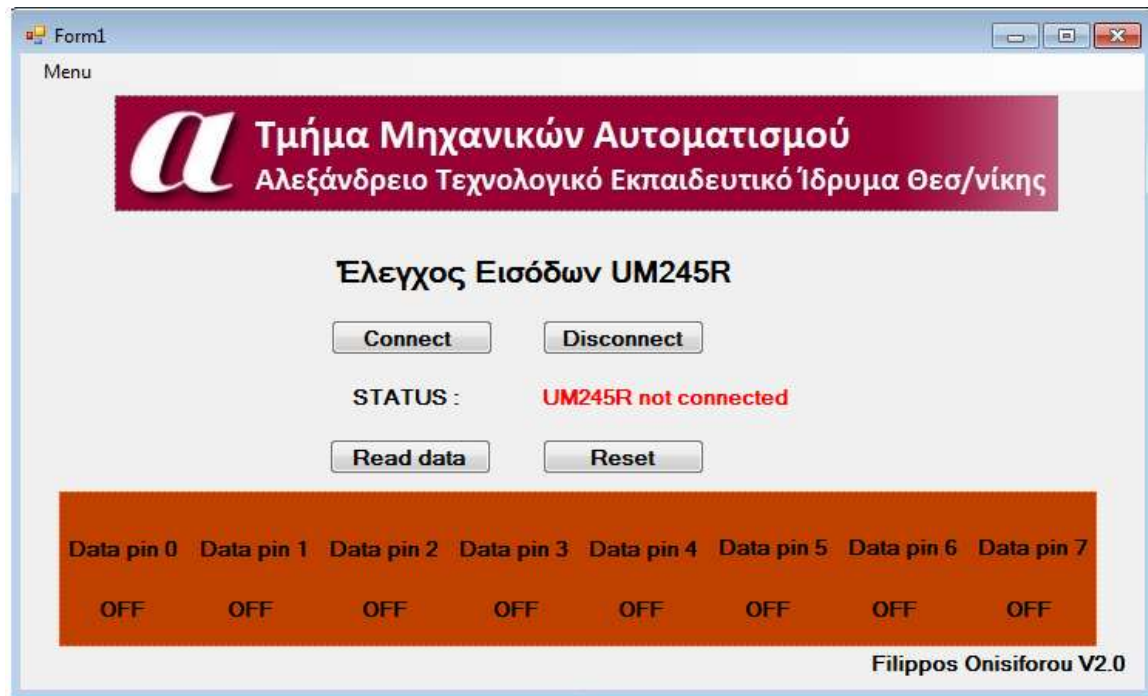 Form1
Menu
α Τμήμα Μηχανικών Αυτοματισμού
Αλεξάνδρειο Τεχνολογικό Εκπαιδευτικό Ίδρυμα Θεσ/νίκης
Έλεγχος Εισόδων UM245R
Connect Disconnect
STATUS : UM245R not connected
Read data Reset
Data pin 0 Data pin 1 Data pin 2 Data pin 3 Data pin 4 Data pin 5 Data pin 6 Data pin 7
OFF OFF OFF OFF OFF OFF OFF OFF
Filippos Onisiforou V2.0